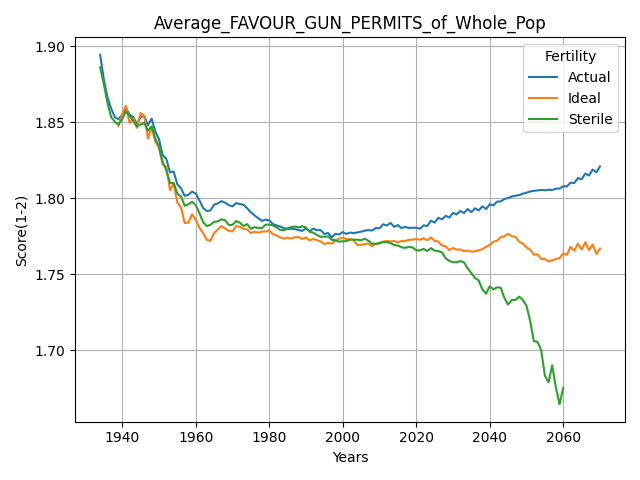 Average_FAVOUR_GUN_PERMITS_of_Whole_Pop
Fertility
Actual
Ideal
Sterile
Score(1-2)
1.90
1.85
1.80
1.75
1.70
1940 1960 1980 2000 2020 2040 2060
Years